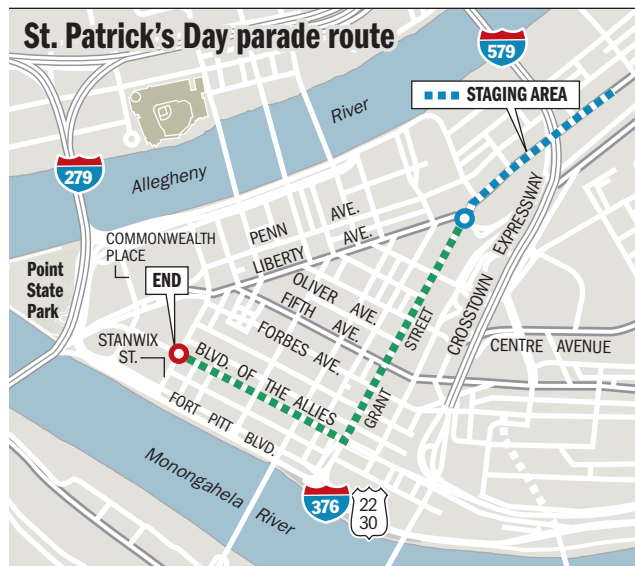 St. Patrick's Day parade route
579
STAGING AREA
River
279
Allegheny
PENN AVE.
LIBERTY AVE.
COMMONWEALTH
PLACE
Point
State
Park
END
OLIVER AVE.
FIFTH AVE.
FORBES AVE.
STANWIX
ST.
BLVD. OF THE ALLIES
GRANT STREET
CROSSTOWN EXPRESSWAY
CENTRE AVENUE
FORT PITT BLVD.
Monongahela River
376
22
30